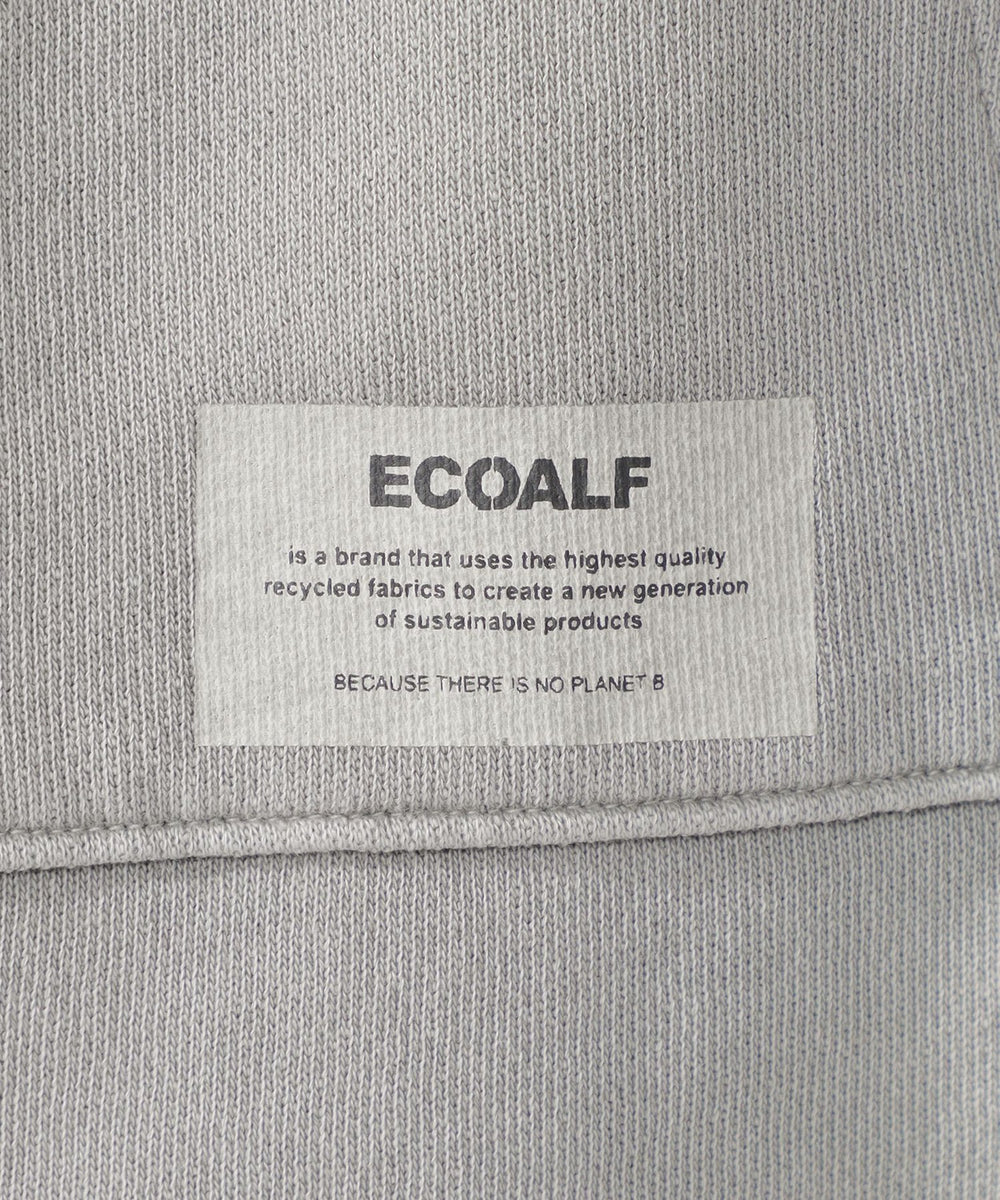 ECOALF
is a brand that uses the highest quality
recycled fabrics to create a new generation
of sustainable products
BECAUSE THERE IS NO PLANET B